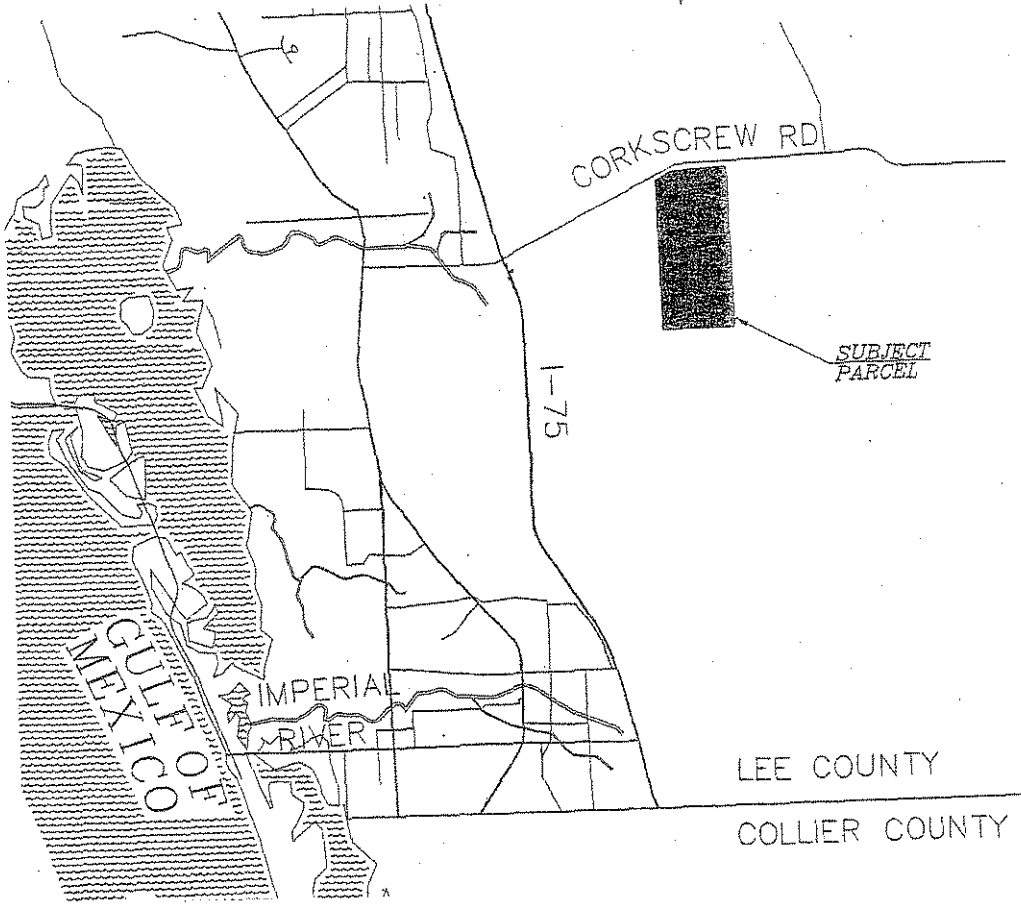 CORKSCREW RD
SUBJECT
PARCEL
I-75
GULF OF
MEXICO
IMPERIAL
RIVER
LEE COUNTY
COLLIER COUNTY